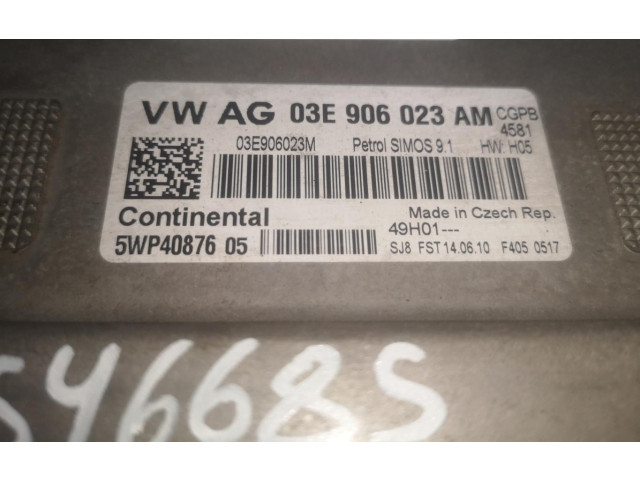 VW AG 03E 906 023 AM CGPB
4581
03E906023M Petrol SIMOS 9.1 HW: H05
Continental Made in Czech Rep.
49H01---
5WP40876 05 SJ8 FST 14.06.10 F405 0517
S4668S